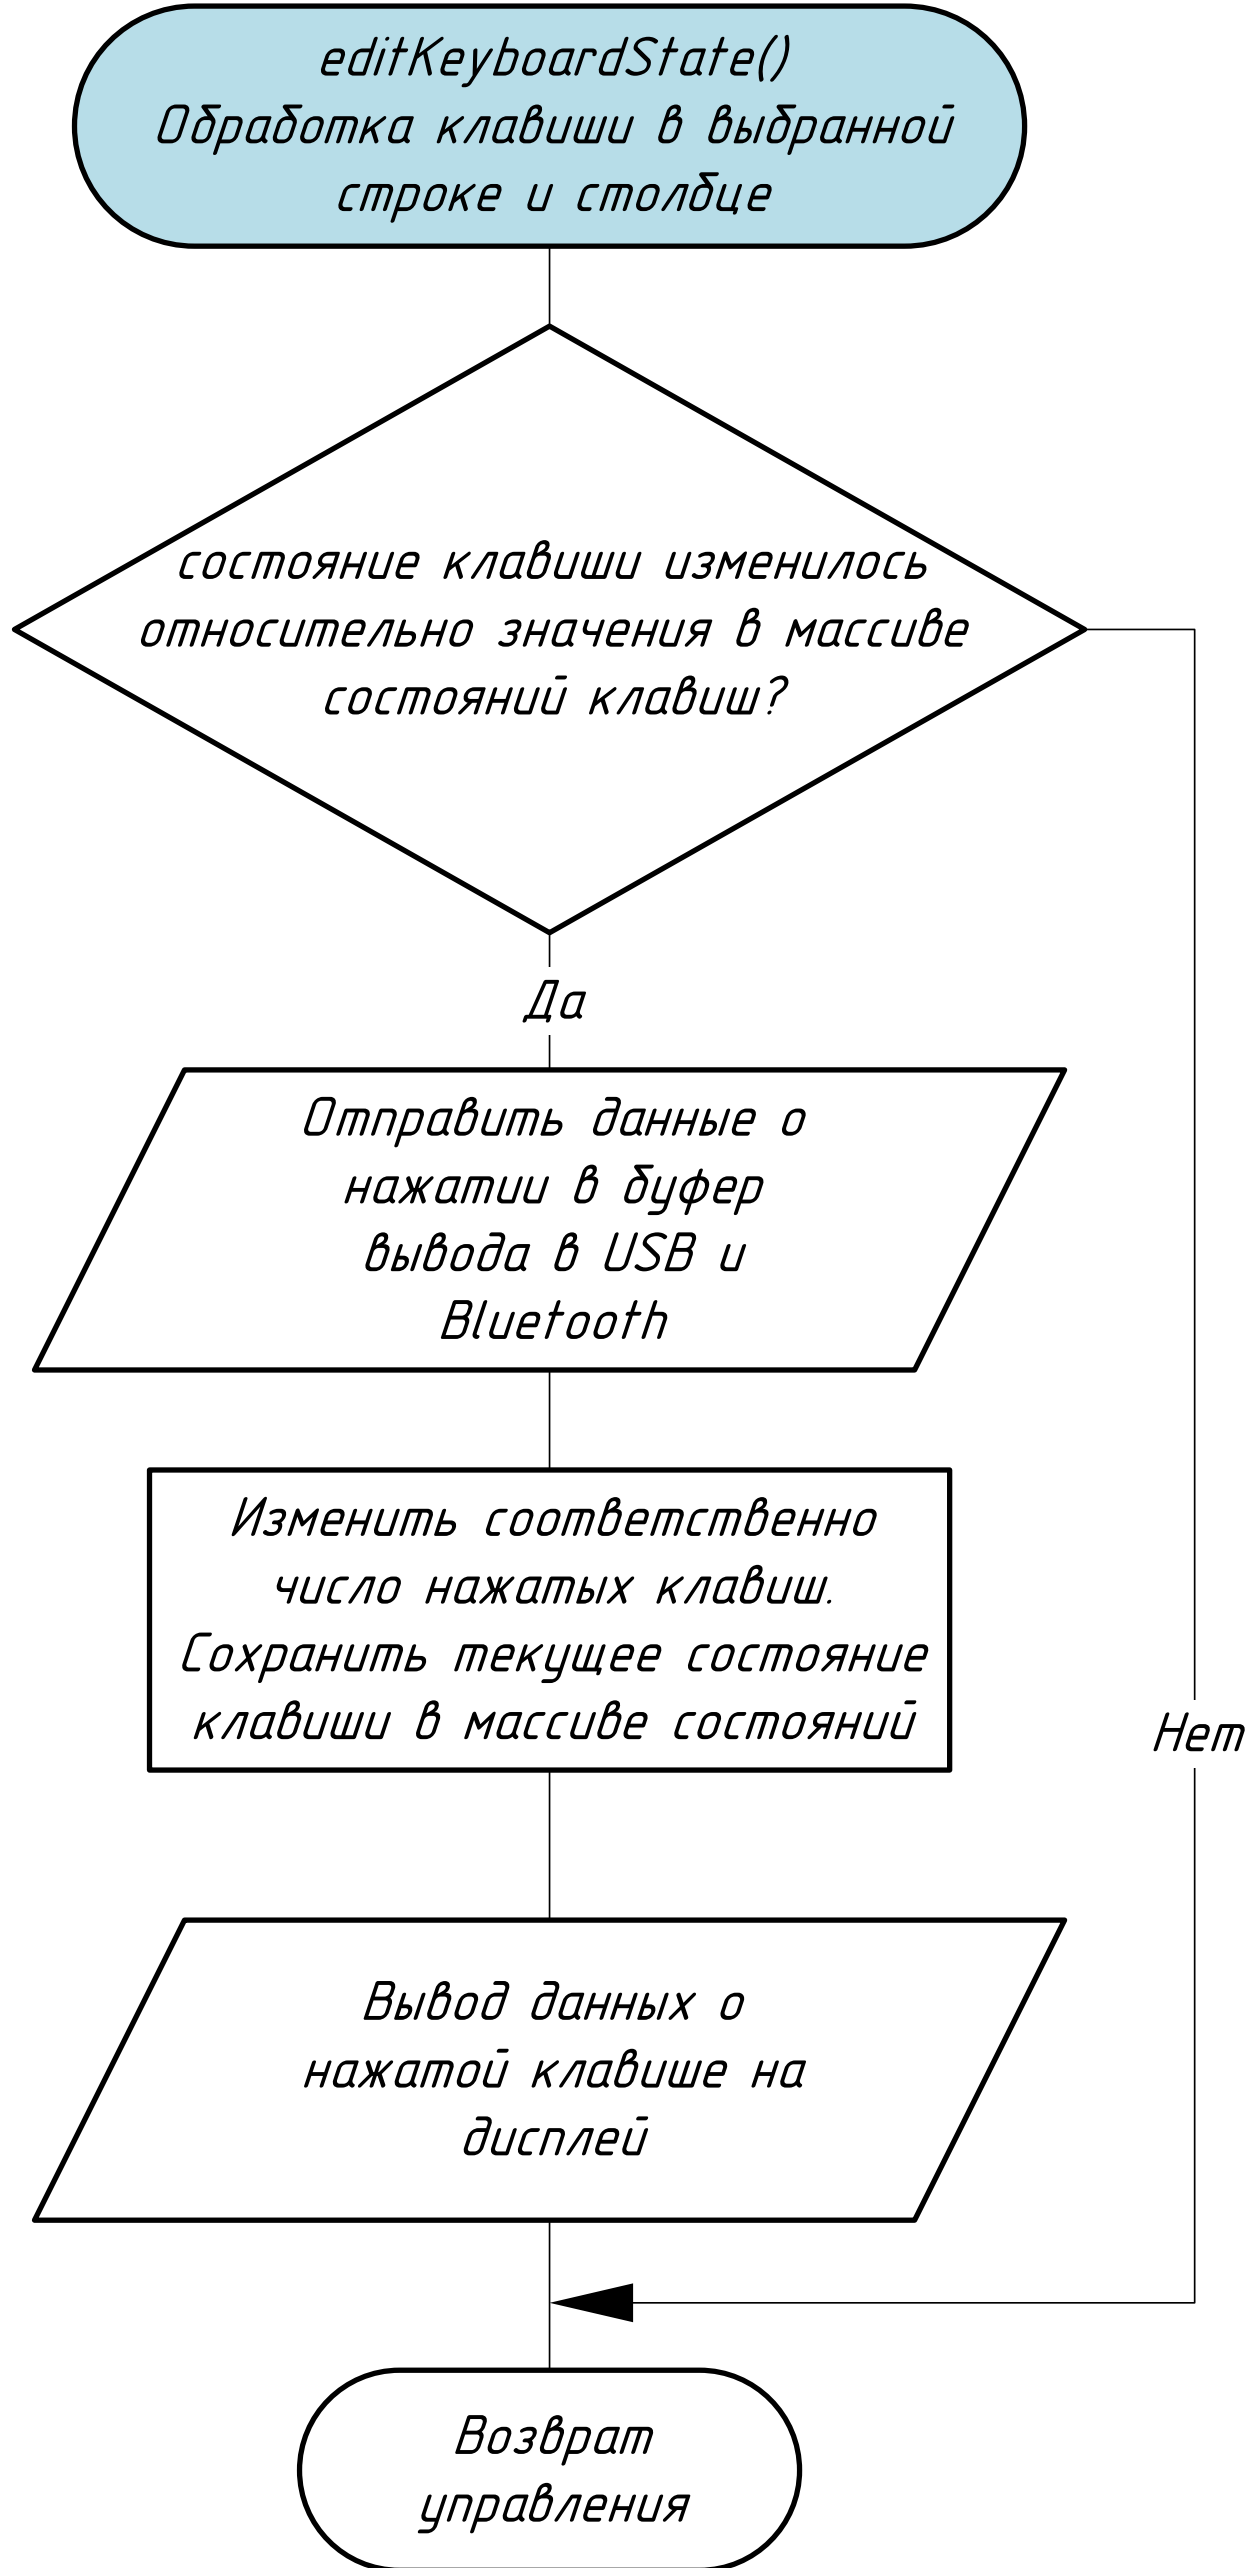 editKeyboardState()
Обработка клавиши в выбранной
строке и столбце
состояние клавиши изменилось
относительно значения в массиве
состояний клавиш?
Да
Отправить данные о
нажатии в буфер
вывода в USB и
Bluetooth
Изменить соответственно
число нажатых клавиш.
Сохранить текущее состояние
клавиши в массиве состояний
Нет
Вывод данных о
нажатой клавише на
дисплей
Возврат
управления